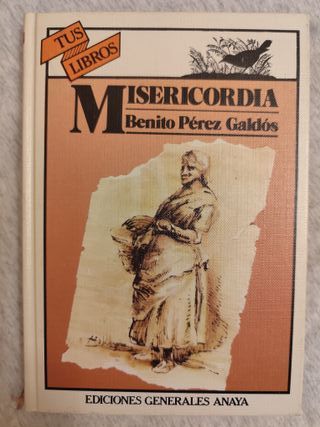 TUS
LIBROS
MISERICORDIA
Benito Pérez Galdós
EDICIONES GENERALES ANAYA